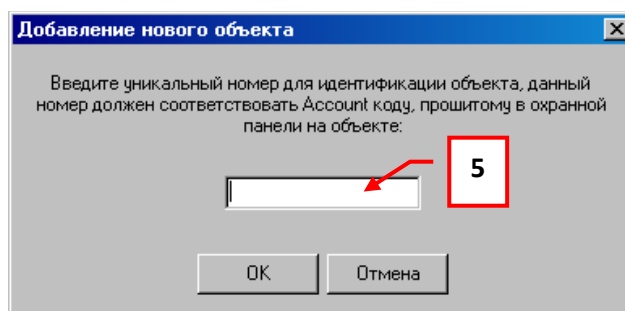 Добавление нового объекта
Введите уникальный номер для идентификации объекта, данный
номер должен соответствовать Account коду, прошитому в охранной
панели на объекте:
5
OK
Отмена